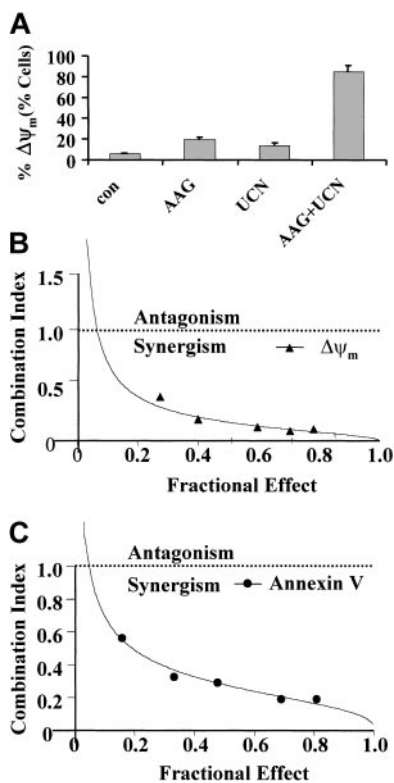 A
% Δψm (% Cells)
100
80
60
40
20
0
con
AAG
UCN
AAG+UCN
B
Combination Index
1.5
1.0
0.5
0
Antagonism
Synergism
Δψm
0
0.2
0.4
0.6
0.8
1.0
Fractional Effect
C
Combination Index
1.0
0.8
0.6
0.4
0.2
0
Antagonism
Synergism
Annexin V
0
0.2
0.4
0.6
0.8
1.0
Fractional Effect